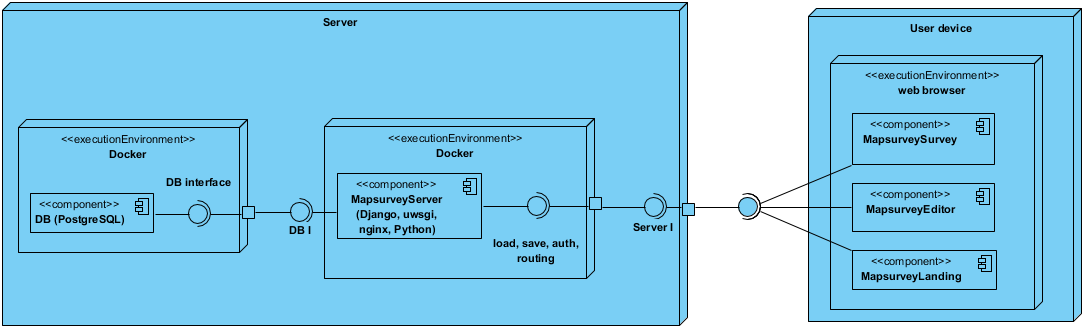 Server
<<executionEnvironment>>
Docker
DB interface
<<component>>
DB (PostgreSQL)
DB I
<<executionEnvironment>>
Docker
<<component>>
MapsurveyServer
(Django, uwsgi,
nginx, Python)
load, save, auth,
routing
Server I
User device
<<executionEnvironment>>
web browser
<<component>>
MapsurveySurvey
<<component>>
MapsurveyEditor
<<component>>
MapsurveyLanding